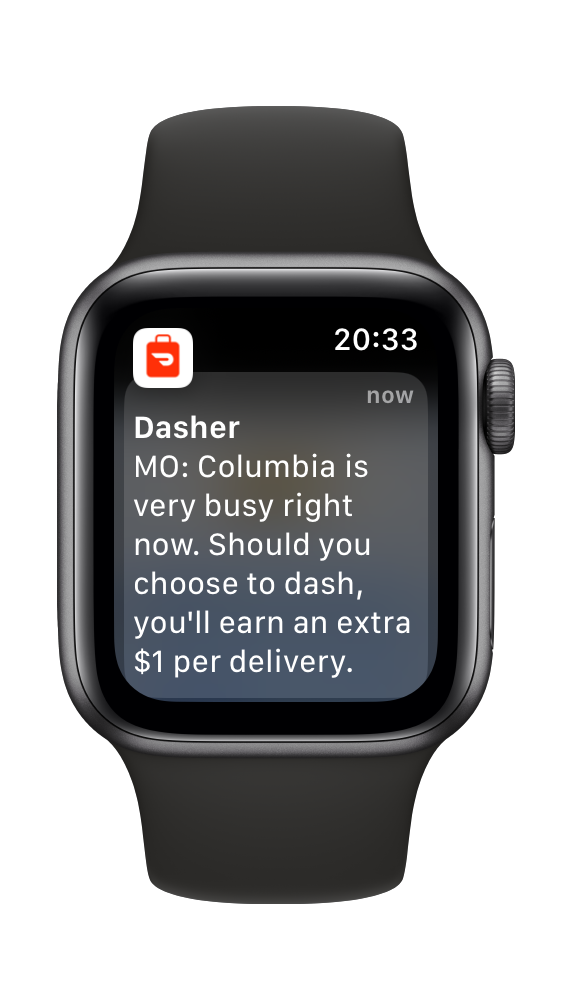 20:33
now
Dasher
MO: Columbia is
very busy right
now. Should you
choose to dash,
you'll earn an extra
$1 per delivery.